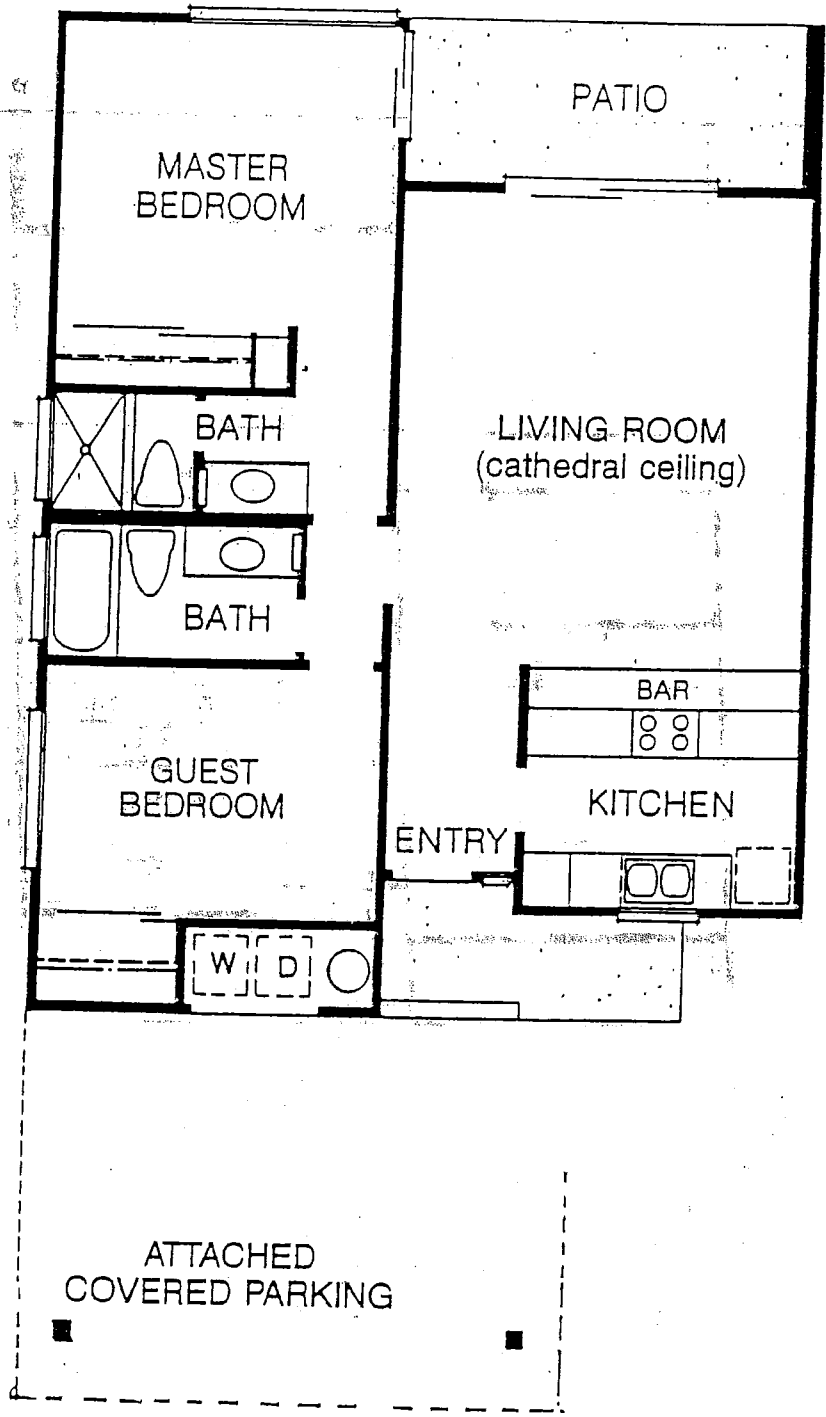 PATIO
MASTER
BEDROOM
BATH
LIVING ROOM
(cathedral ceiling)
BATH
BAR
GUEST
BEDROOM
KITCHEN
ENTRY
W D
ATTACHED
COVERED PARKING